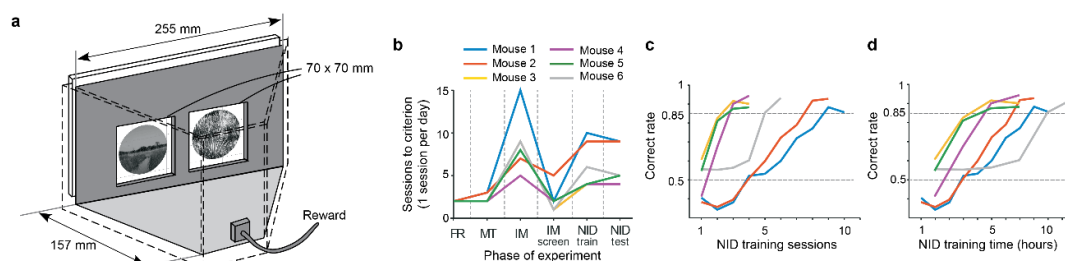 a
255 mm
70 x 70 mm
Reward
157 mm
b
Mouse 1
Mouse 2
Mouse 3
Mouse 4
Mouse 5
Mouse 6
Sessions to criterion
(1 session per day)
15
10
5
0
FR
MT
IM
IM
screen
NID
train
NID
test
Phase of experiment
c
Correct rate
1
0.85
0.5
1
5
10
NID training sessions
d
Correct rate
1
0.85
0.5
1
5
10
NID training time (hours)